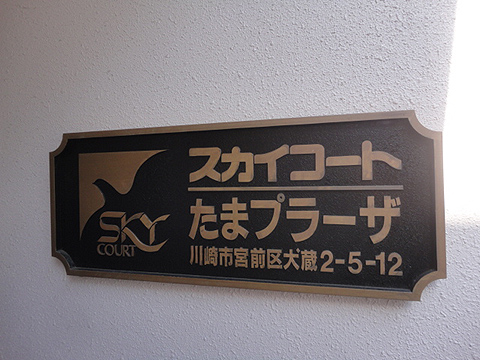 SKY
COURT
スカイコート
たまプラーザ
川崎市宮前区犬蔵2-5-12